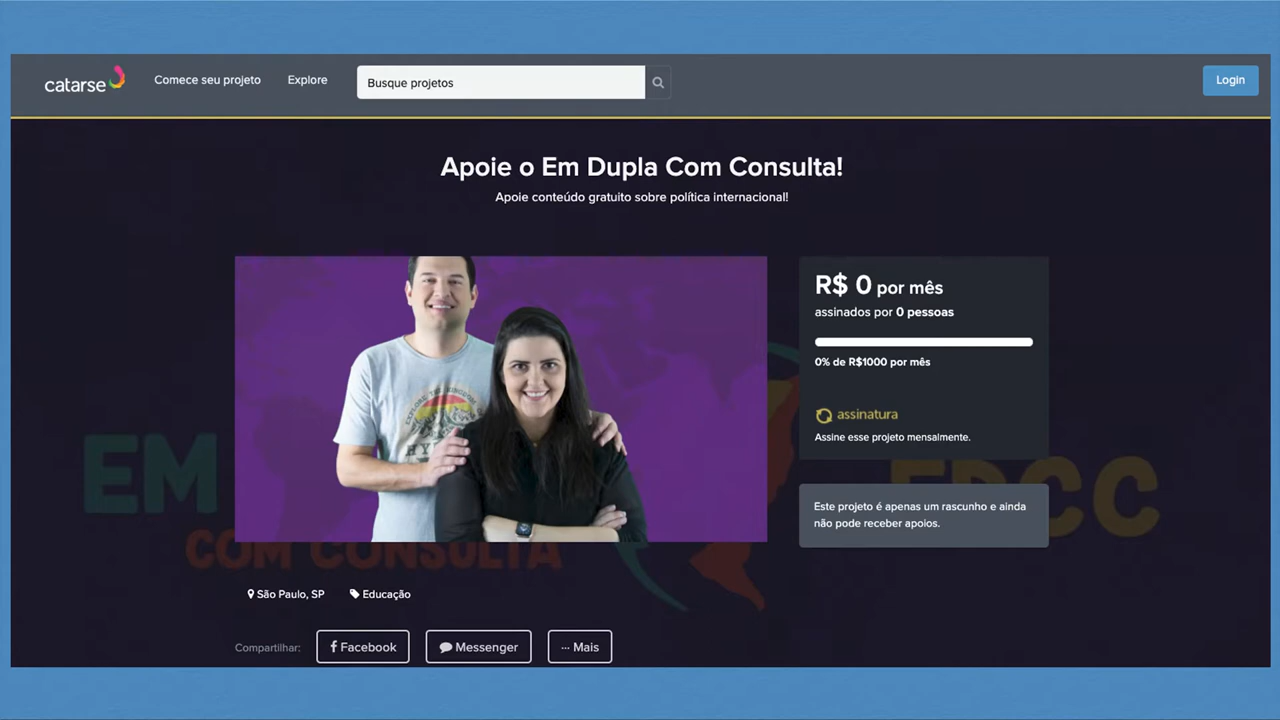 catarse
Comece seu projeto
Explore
Busque projetos
Login
Apoie o Em Dupla Com Consulta!
Apoie conteúdo gratuito sobre política internacional!
R$ 0 por mês
assinados por 0 pessoas
0% de R$1000 por mês
assinatura
Assine esse projeto mensalmente.
Este projeto é apenas um rascunho e ainda
não pode receber apoios.
EM
COM CONSULTA
EDCC
São Paulo, SP
Educação
Compartilhar:
Facebook
Messenger
··· Mais